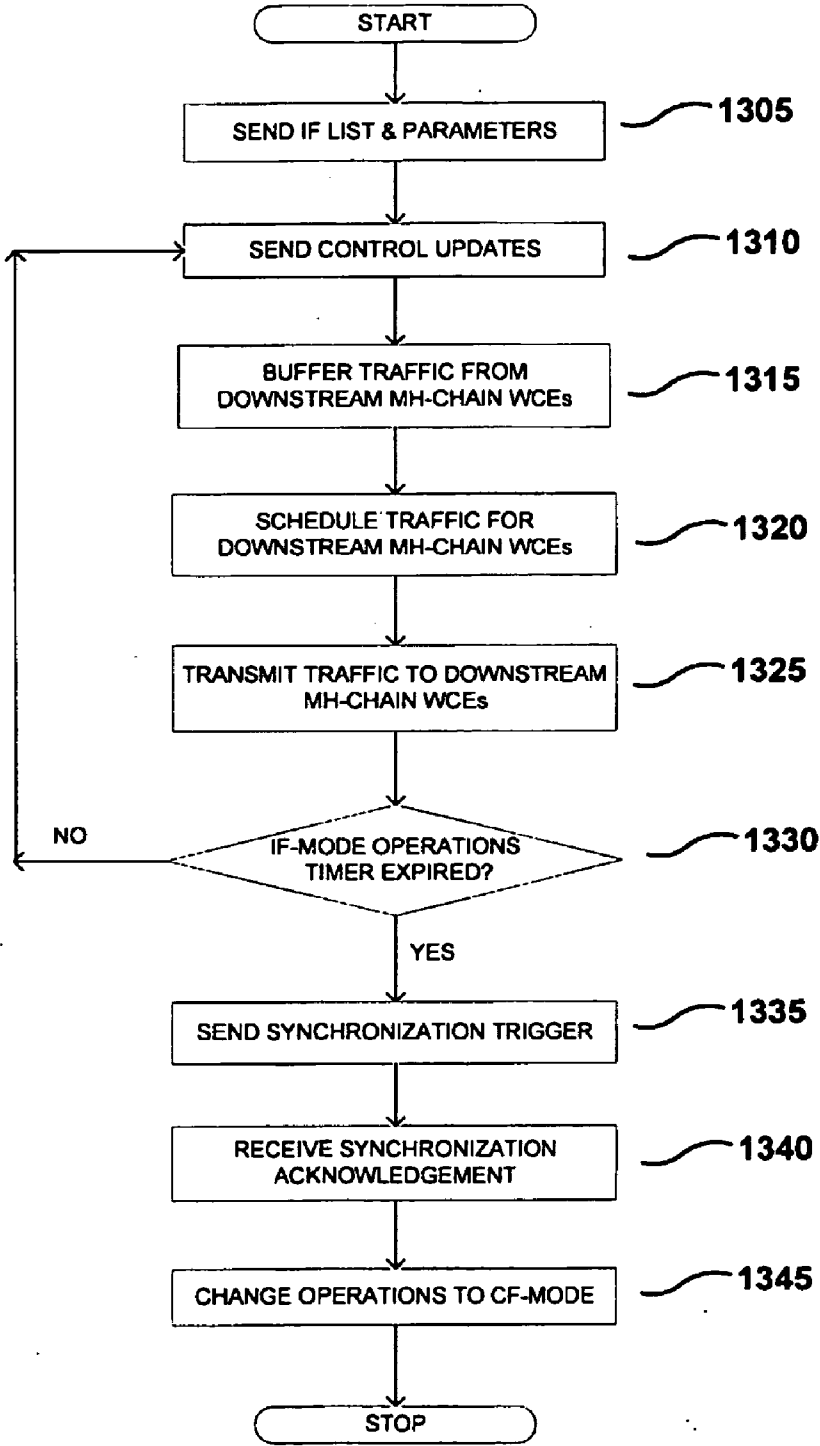 START
SEND IF LIST & PARAMETERS
1305
SEND CONTROL UPDATES
1310
BUFFER TRAFFIC FROM
DOWNSTREAM MH-CHAIN WCEs
1315
SCHEDULE TRAFFIC FOR
DOWNSTREAM MH-CHAIN WCEs
1320
TRANSMIT TRAFFIC TO DOWNSTREAM
MH-CHAIN WCEs
1325
NO
IF-MODE OPERATIONS
TIMER EXPIRED?
1330
YES
SEND SYNCHRONIZATION TRIGGER
1335
RECEIVE SYNCHRONIZATION
ACKNOWLEDGEMENT
1340
CHANGE OPERATIONS TO CF-MODE
1345
STOP